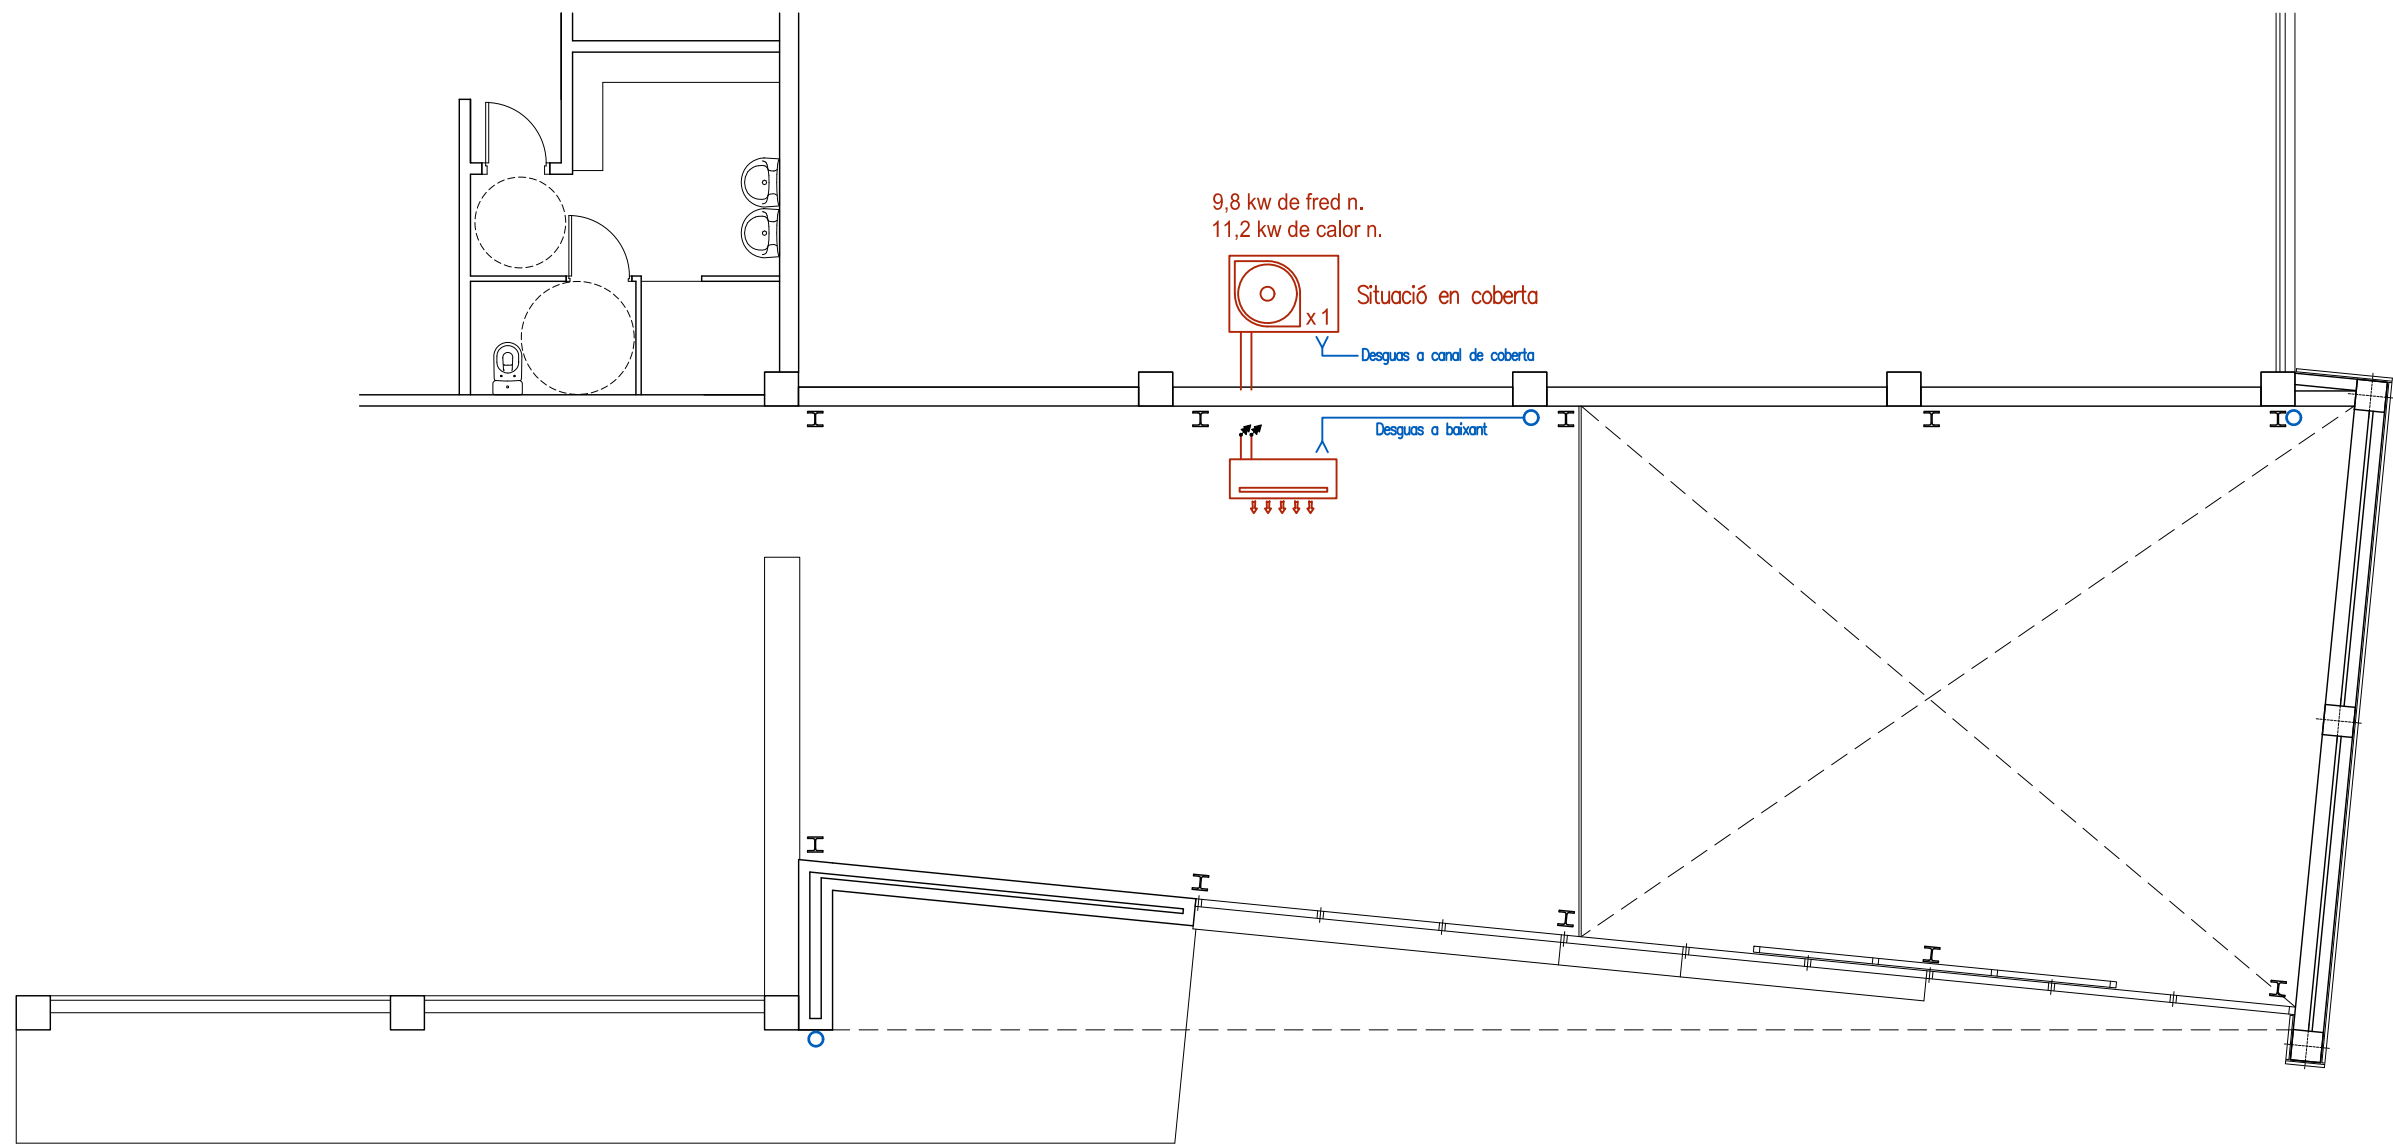 9,8 kw de fred n.
11,2 kw de calor n.
Situació en coberta
x 1
Desguas a canal de coberta
Desguas a baixant